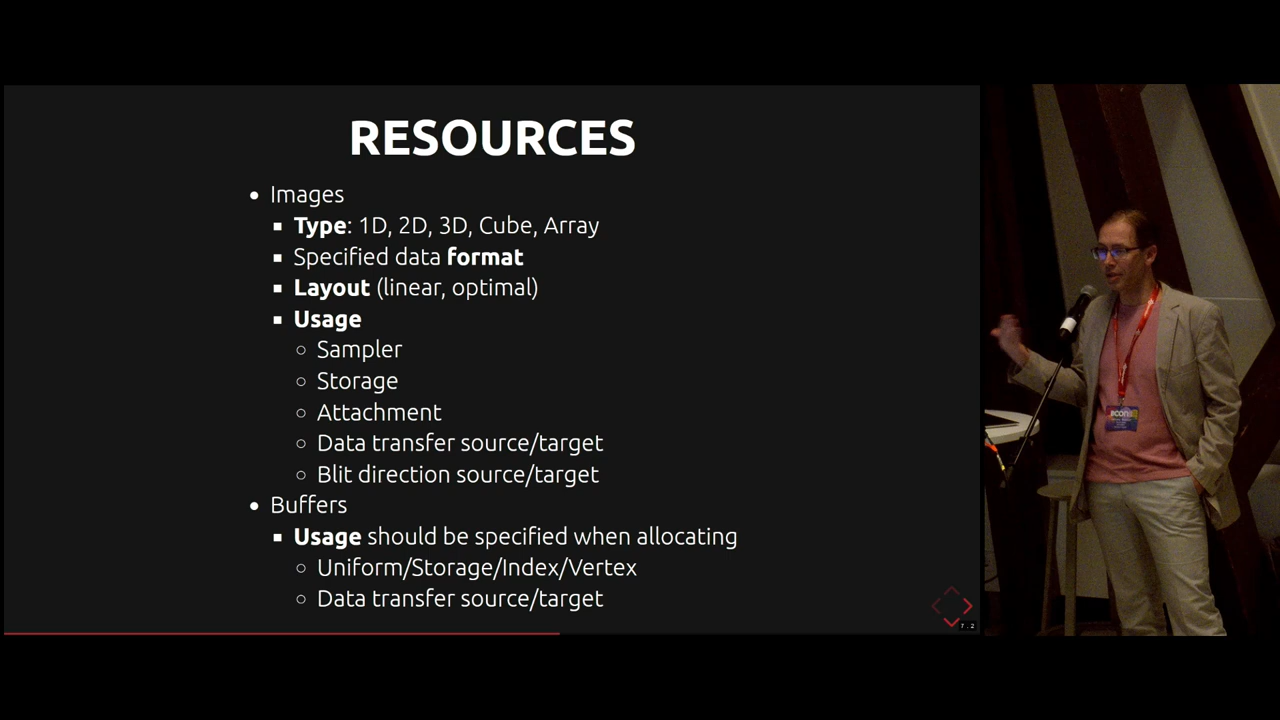 RESOURCES
Images
Type: 1D, 2D, 3D, Cube, Array
Specified data format
Layout (linear, optimal)
Usage
Sampler
Storage
Attachment
Data transfer source/target
Blit direction source/target
Buffers
Usage should be specified when allocating
Uniform/Storage/Index/Vertex
Data transfer source/target
7.2